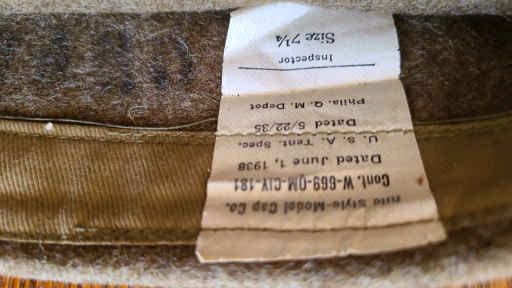 Rite Style-Model Cap Co.
Cont. W-669-QM-CIV-181
Dated June 1, 1938
U. S. A. Tent. Spec.
Dated 5/22/35
Phila. Q. M. Depot
Inspector
Size 7¼